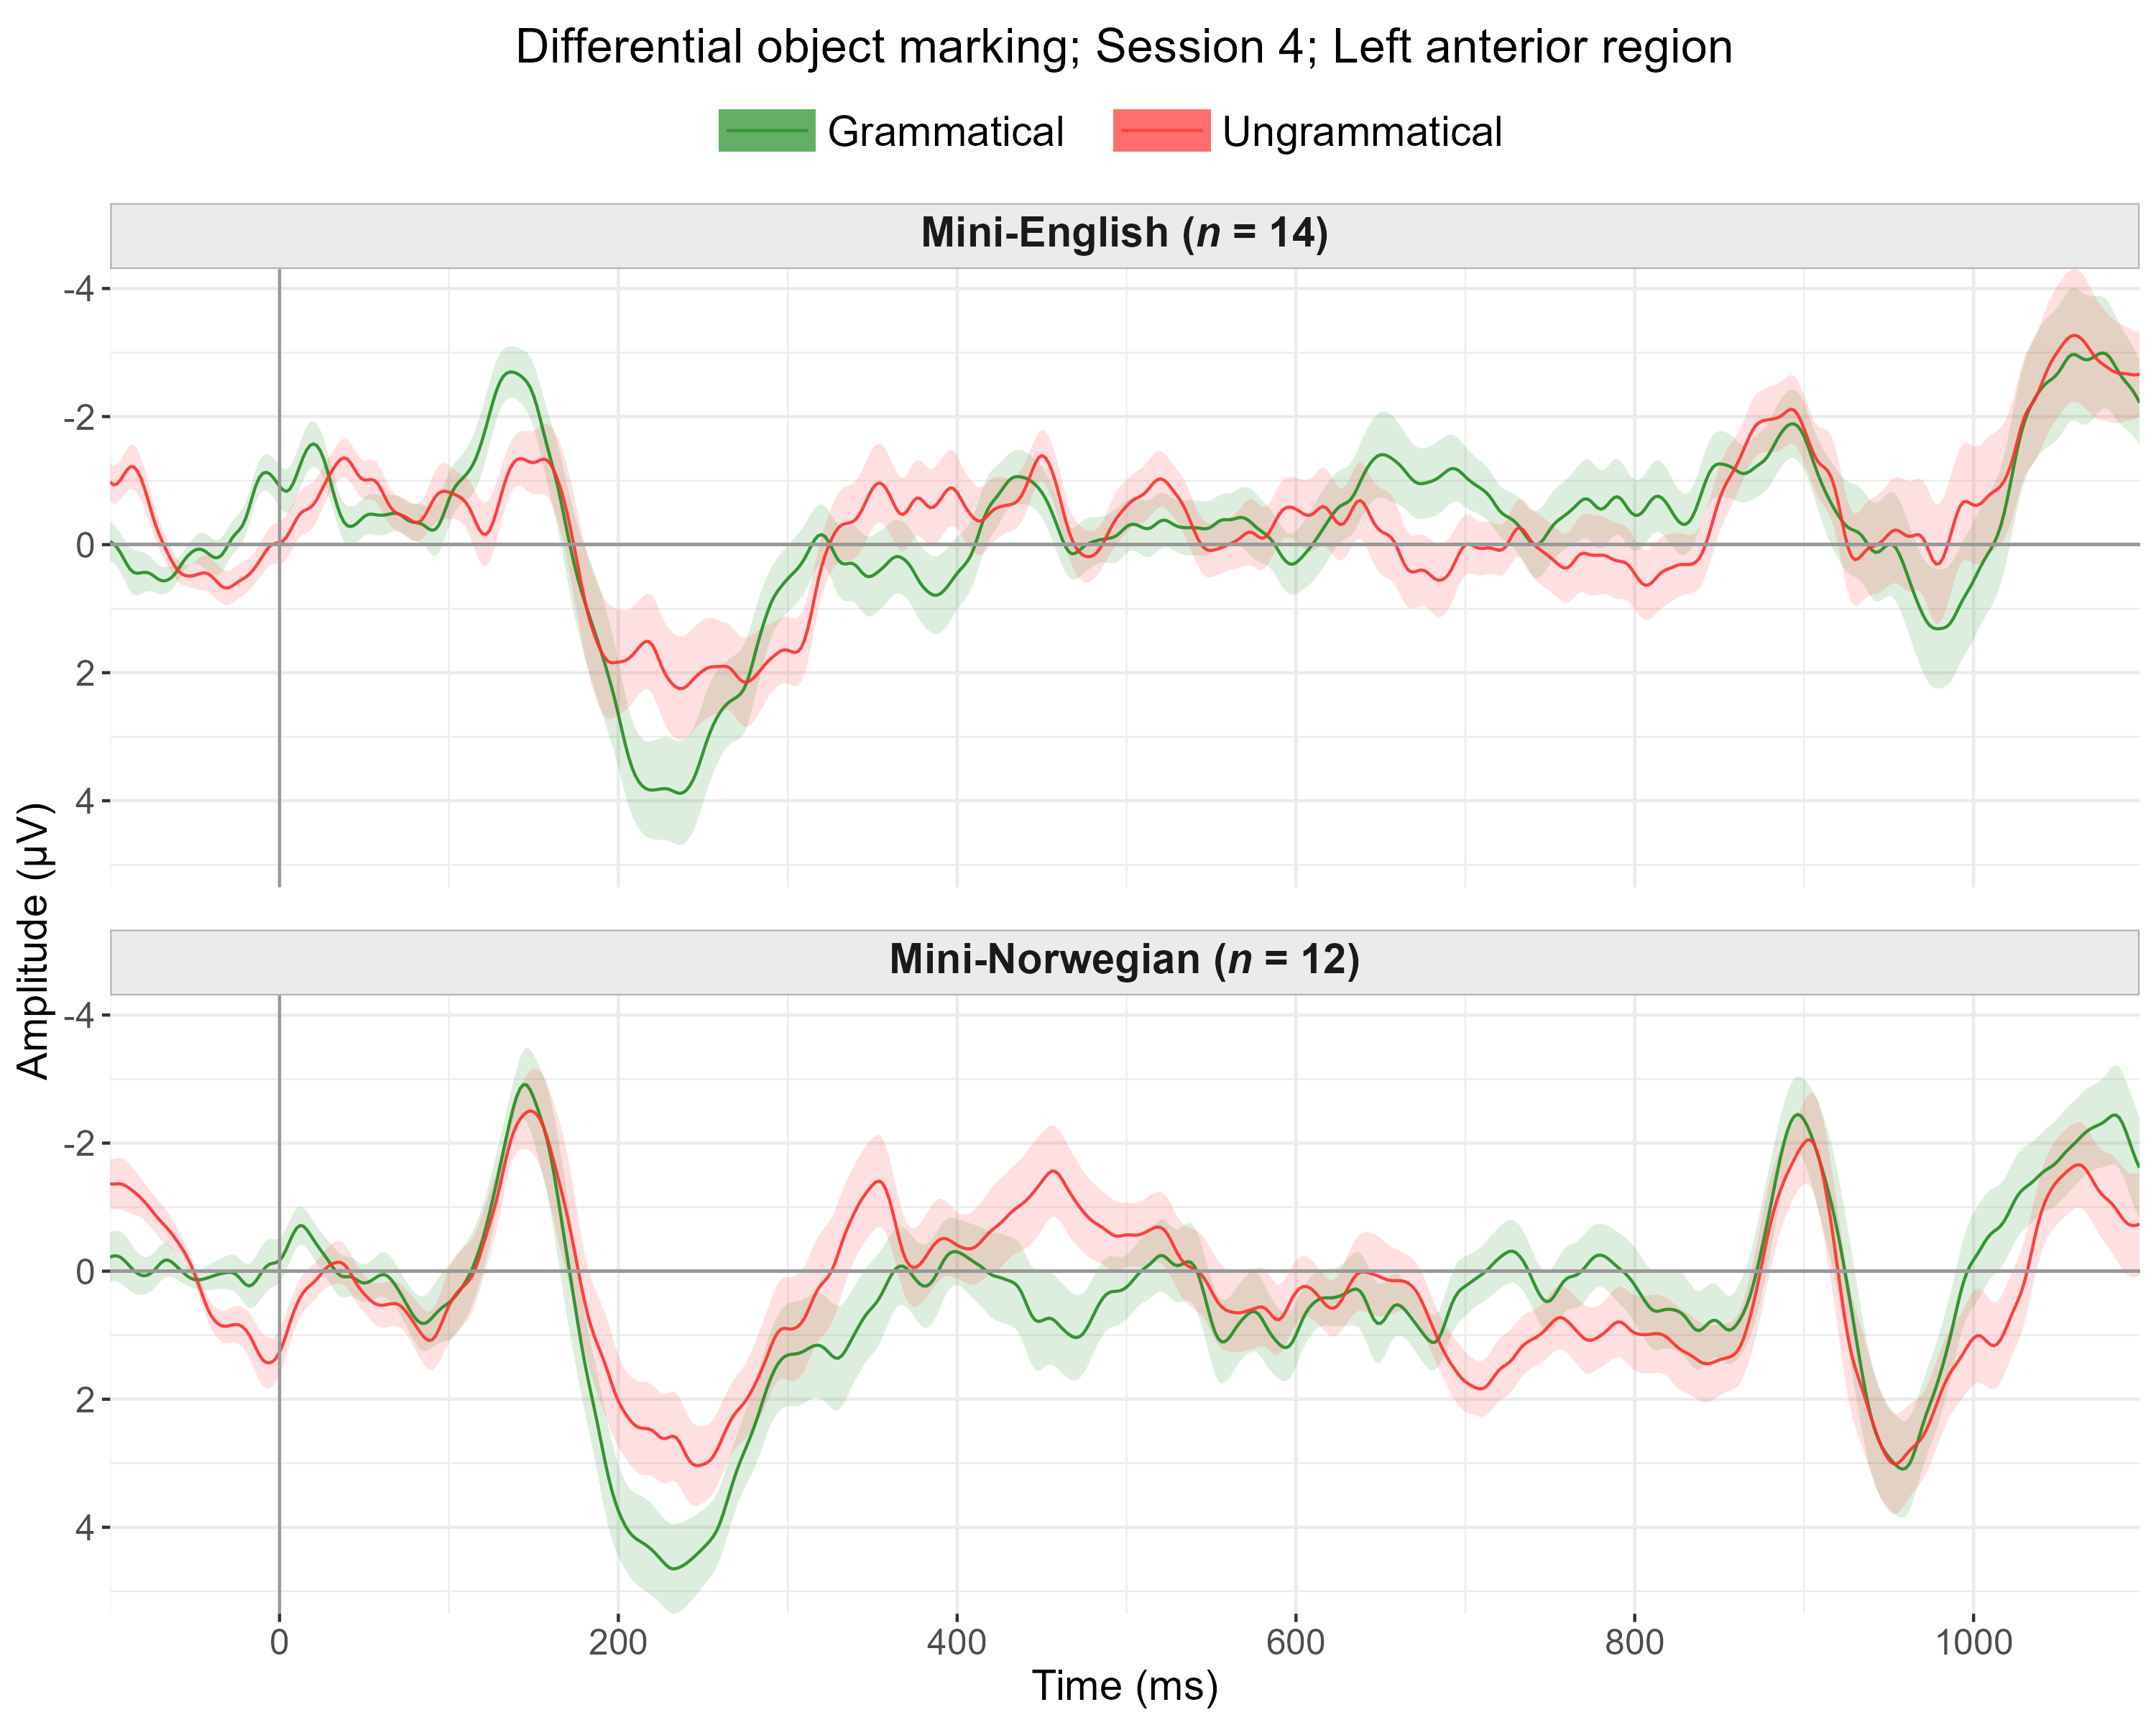 Differential object marking; Session 4; Left anterior region
Grammatical Ungrammatical
Mini-English (n = 14)
-4
-2
0
2
4
Amplitude (µV)
Mini-Norwegian (n = 12)
-4
-2
0
2
4
0 200 400 600 800 1000
Time (ms)